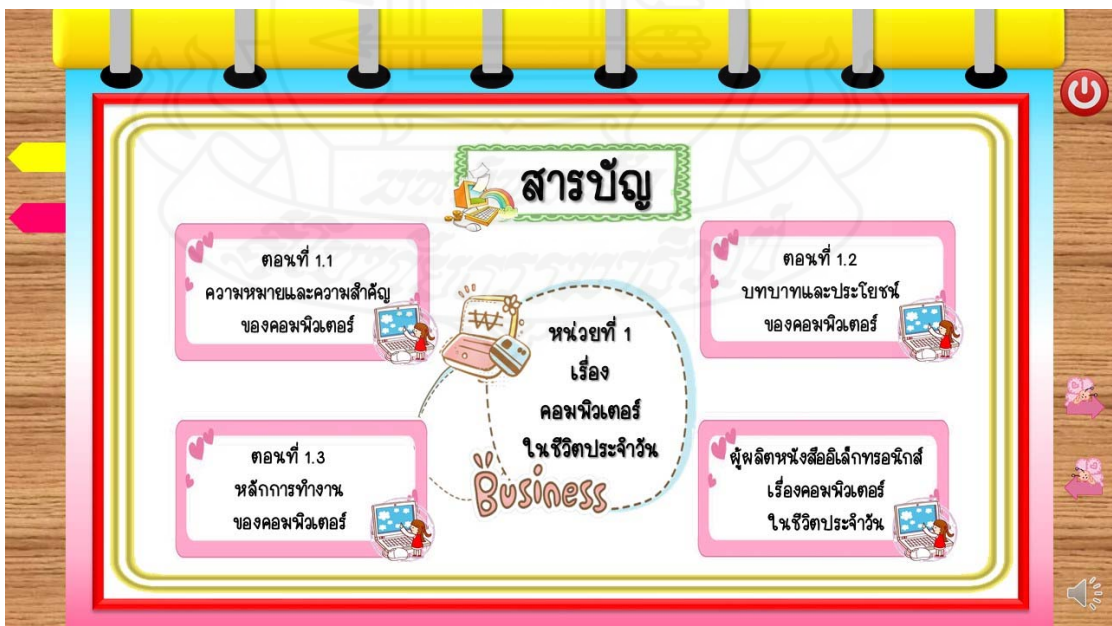 สารบัญ
ตอนที่ 1.1
ความหมายและความสำคัญ
ของคอมพิวเตอร์
ตอนที่ 1.2
บทบาทและประโยชน์
ของคอมพิวเตอร์
หน่วยที่ 1
เรื่อง
คอมพิวเตอร์
ในชีวิตประจำวัน
Business
ตอนที่ 1.3
หลักการทำงาน
ของคอมพิวเตอร์
ผู้ผลิตหนังสืออิเล็กทรอนิกส์
เรื่องคอมพิวเตอร์
ในชีวิตประจำวัน